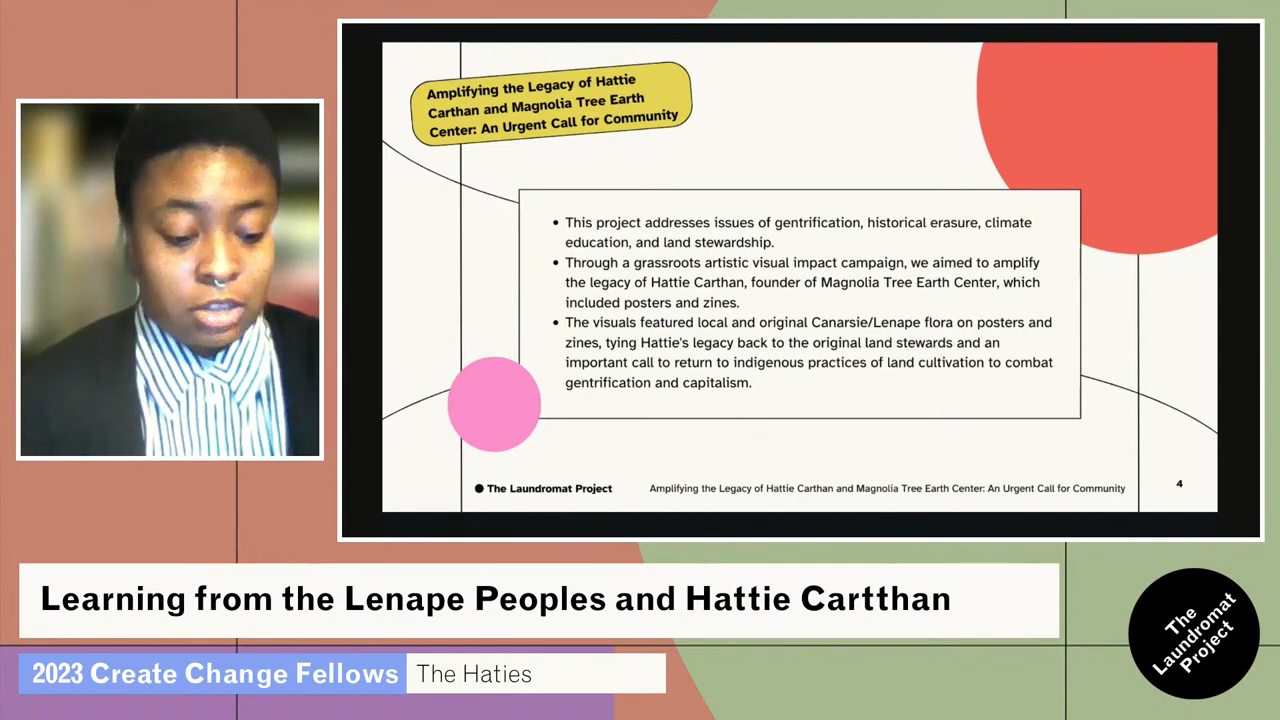 Amplifying the Legacy of Hattie
Carthan and Magnolia Tree Earth
Center: An Urgent Call for Community
• This project addresses issues of gentrification, historical erasure, climate
education, and land stewardship.
• Through a grassroots artistic visual impact campaign, we aimed to amplify
the legacy of Hattie Carthan, founder of Magnolia Tree Earth Center, which
included posters and zines.
• The visuals featured local and original Canarsie/Lenape flora on posters and
zines, tying Hattie's legacy back to the original land stewards and an
important call to return to indigenous practices of land cultivation to combat
gentrification and capitalism.
The Laundromat Project
Amplifying the Legacy of Hattie Carthan and Magnolia Tree Earth Center: An Urgent Call for Community
4
Learning from the Lenape Peoples and Hattie Cartthan
2023 Create Change Fellows The Haties
The
Laundromat
Project